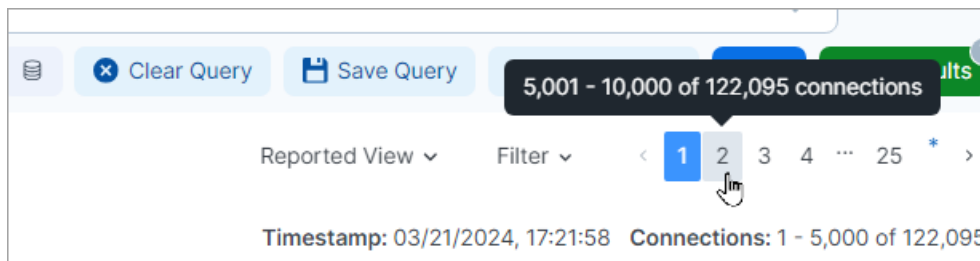 Clear Query Save Query
5,001 - 10,000 of 122,095 connections
Reported View Filter < 1 2 3 4 ... 25 * >
Timestamp: 03/21/2024, 17:21:58 Connections: 1 - 5,000 of 122,095